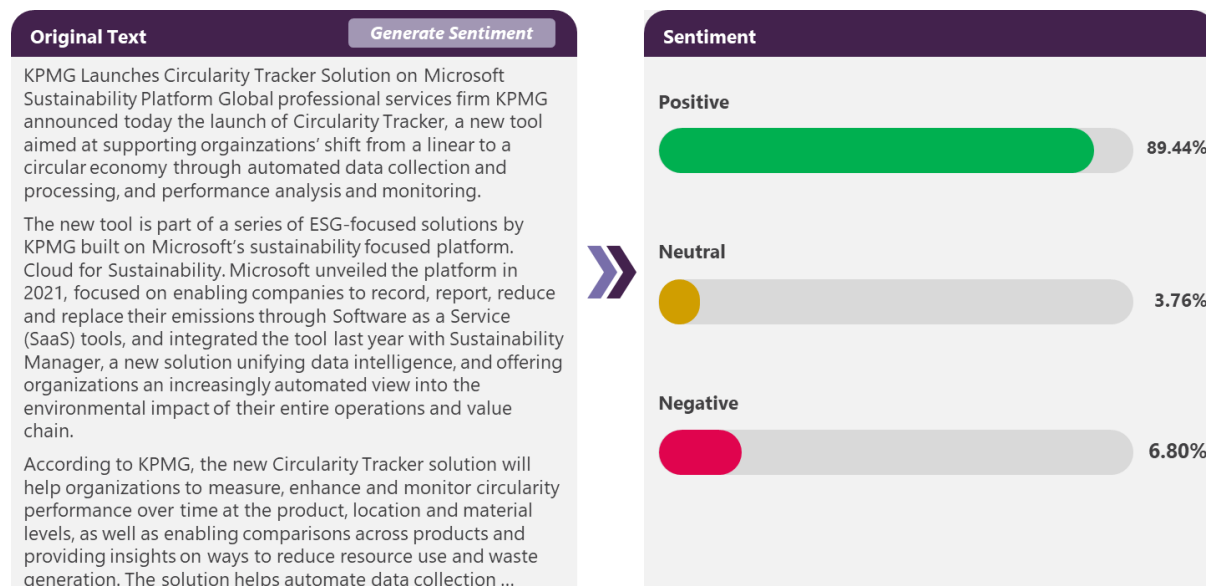 Original Text
Generate Sentiment
KPMG Launches Circularity Tracker Solution on Microsoft
Sustainability Platform Global professional services firm KPMG
announced today the launch of Circularity Tracker, a new tool
aimed at supporting orgainzations’ shift from a linear to a
circular economy through automated data collection and
processing, and performance analysis and monitoring.
The new tool is part of a series of ESG-focused solutions by
KPMG built on Microsoft’s sustainability focused platform.
Cloud for Sustainability. Microsoft unveiled the platform in
2021, focused on enabling companies to record, report, reduce
and replace their emissions through Software as a Service
(SaaS) tools, and integrated the tool last year with Sustainability
Manager, a new solution unifying data intelligence, and offering
organizations an increasingly automated view into the
environmental impact of their entire operations and value
chain.
According to KPMG, the new Circularity Tracker solution will
help organizations to measure, enhance and monitor circularity
performance over time at the product, location and material
levels, as well as enabling comparisons across products and
providing insights on ways to reduce resource use and waste
generation. The solution helps automate data collection ...
Sentiment
Positive
89.44%
Neutral
3.76%
Negative
6.80%